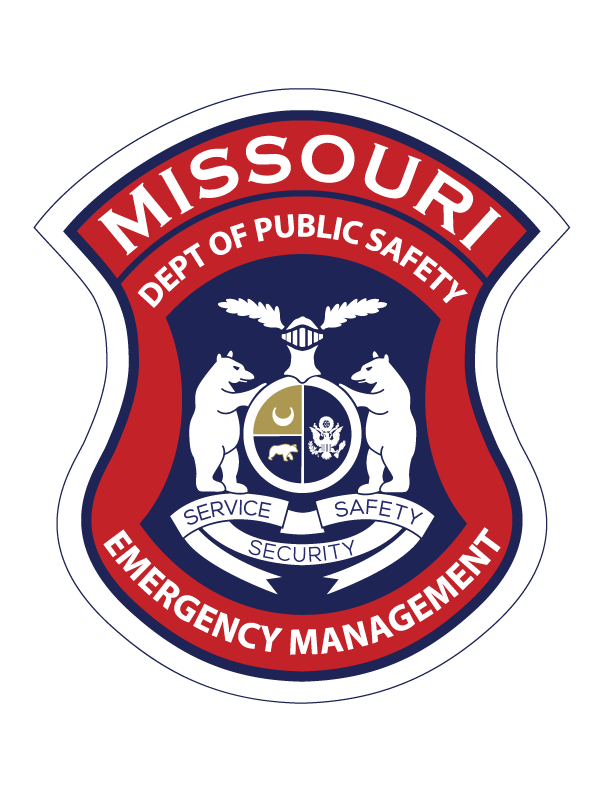 MISSOURI
DEPT OF PUBLIC SAFETY
SERVICE
SAFETY
SECURITY
EMERGENCY MANAGEMENT